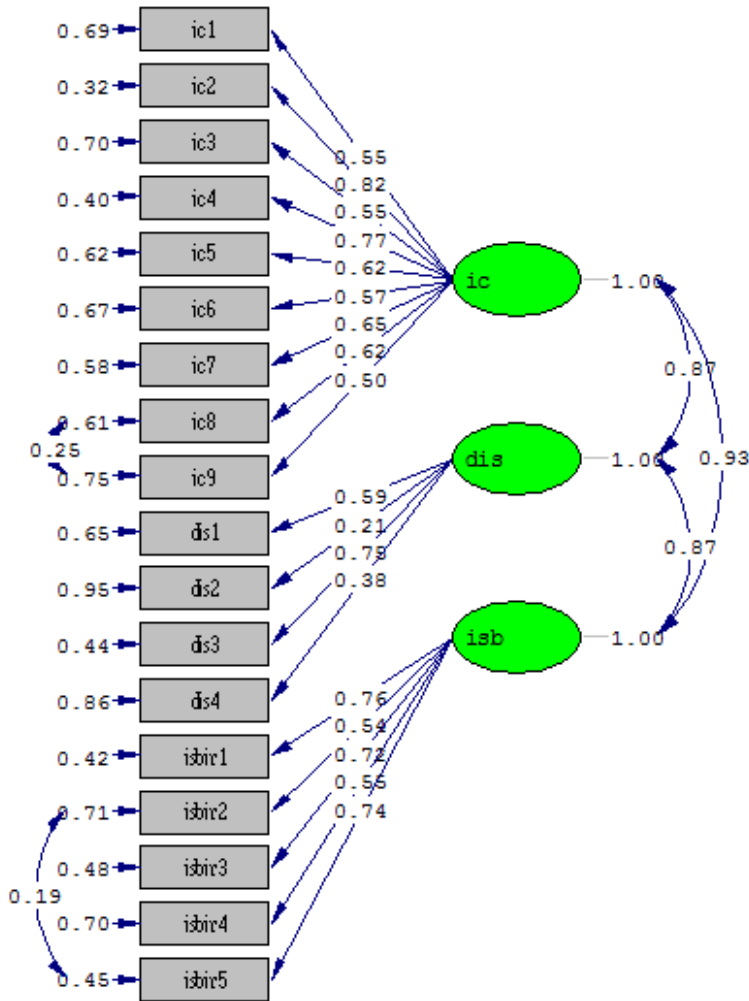 0.69 ic1
0.32 ic2
0.70 ic3
0.40 ic4
0.62 ic5
0.67 ic6
0.58 ic7
0.61 ic8
0.25
0.75 ic9
0.65 dis1
0.95 dis2
0.44 dis3
0.86 dis4
0.42 isbir1
0.71 isbir2
0.48 isbir3
0.19
0.70 isbir4
0.45 isbir5
0.55
0.82
0.55
0.77
0.62
0.57
0.65
0.62
0.50
0.59
0.21
0.75
0.38
0.76
0.54
0.72
0.55
0.74
ic 1.00
dis 1.00
isb 1.00
0.87
0.93
0.87